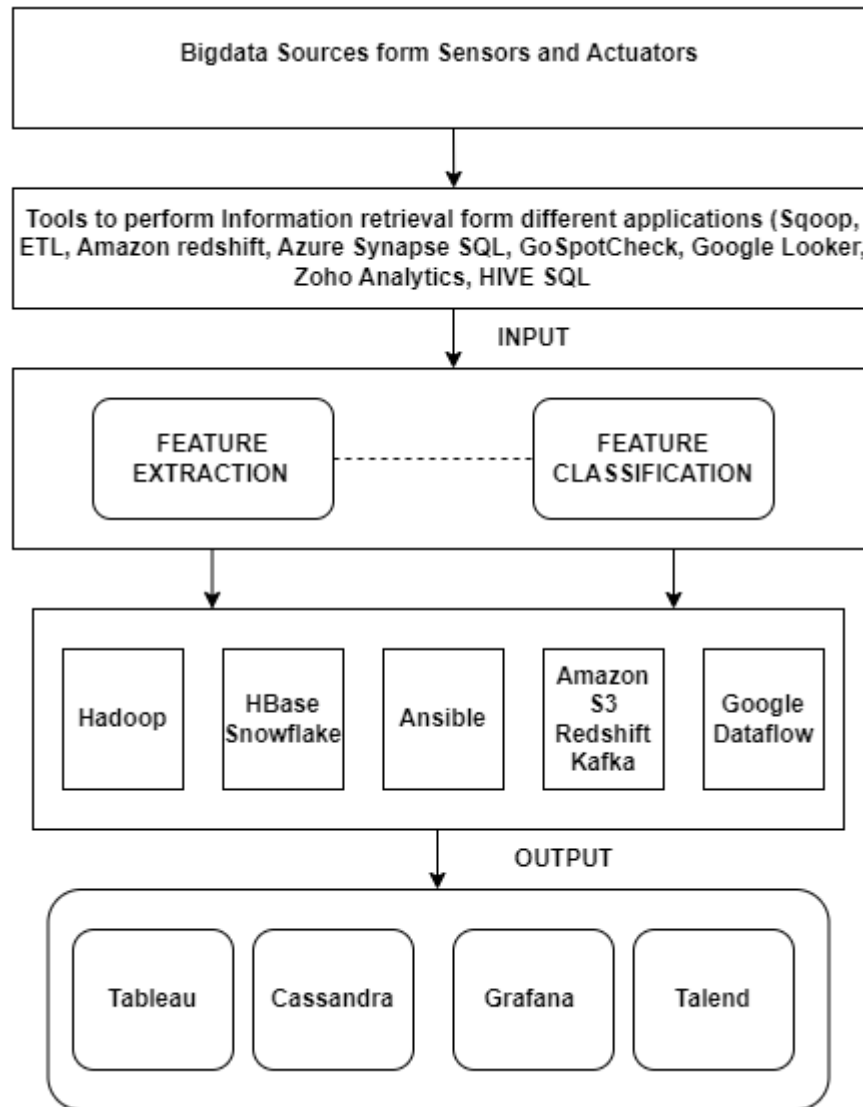 Bigdata Sources form Sensors and Actuators
Tools to perform Information retrieval form different applications (Sqoop,
ETL, Amazon redshift, Azure Synapse SQL, GoSpotCheck, Google Looker,
Zoho Analytics, HIVE SQL
INPUT
FEATURE
EXTRACTION
FEATURE
CLASSIFICATION
Hadoop
HBase
Snowflake
Ansible
Amazon
S3
Redshift
Kafka
Google
Dataflow
OUTPUT
Tableau
Cassandra
Grafana
Talend